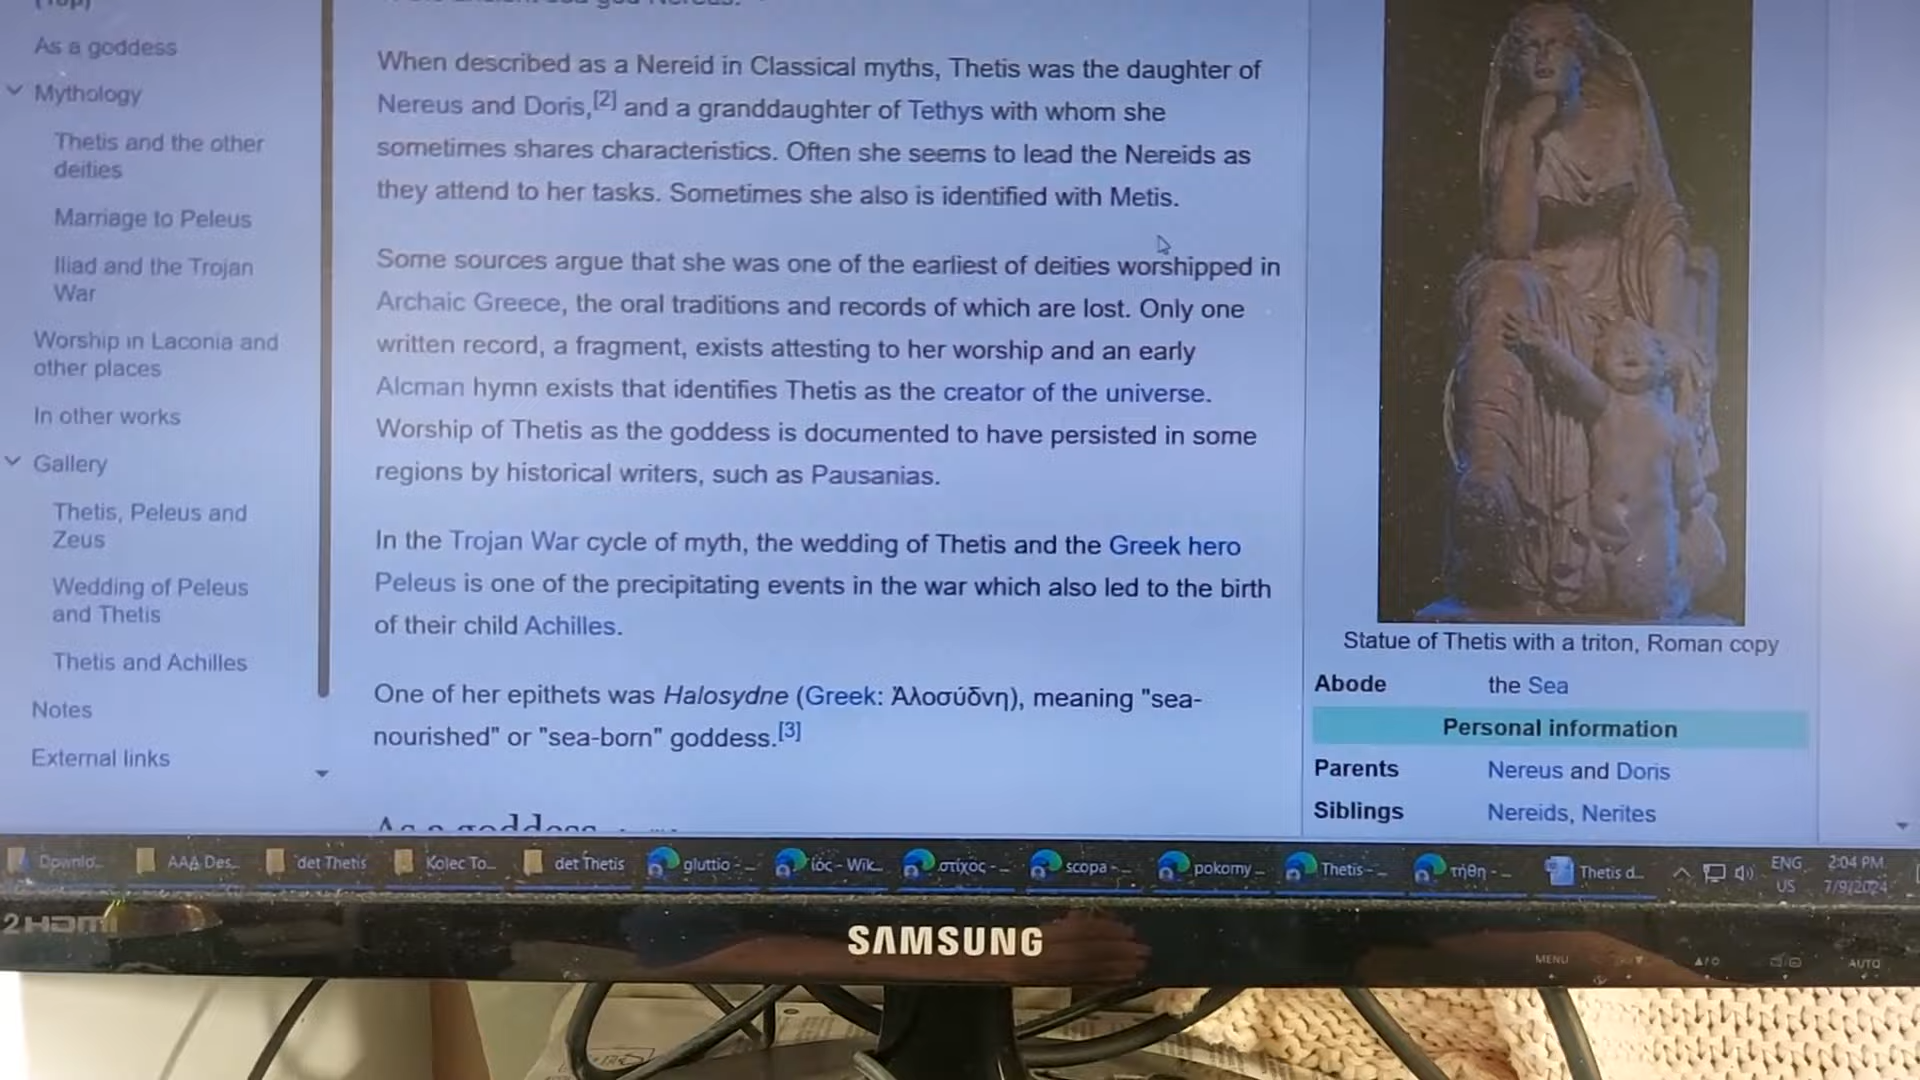 As a goddess
Mythology
Thetis and the other
deities
Marriage to Peleus
Iliad and the Trojan
War
Worship in Laconia and
other places
In other works
Gallery
Thetis, Peleus and
Zeus
Wedding of Peleus
and Thetis
Thetis and Achilles
Notes
External links
When described as a Nereid in Classical myths, Thetis was the daughter of
Nereus and Doris,[2] and a granddaughter of Tethys with whom she
sometimes shares characteristics. Often she seems to lead the Nereids as
they attend to her tasks. Sometimes she also is identified with Metis.
Some sources argue that she was one of the earliest of deities worshipped in
Archaic Greece, the oral traditions and records of which are lost. Only one
written record, a fragment, exists attesting to her worship and an early
Alcman hymn exists that identifies Thetis as the creator of the universe.
Worship of Thetis as the goddess is documented to have persisted in some
regions by historical writers, such as Pausanias.
In the Trojan War cycle of myth, the wedding of Thetis and the Greek hero
Peleus is one of the precipitating events in the war which also led to the birth
of their child Achilles.
One of her epithets was Halosydne (Greek: Ἁλοσύδνη), meaning "sea-
nourished" or "sea-born" goddess.[3]
As a goddess
Statue of Thetis with a triton, Roman copy
Abode the Sea
Personal information
Parents Nereus and Doris
Siblings Nereids, Nerites
Downlo... AAA Des... det Thetis Kolec To... det Thetis gluttio - ... ἰός - Wik... στίχος - ... scopa - ... pokorny ... Thetis - ... τήθη - ... Thetis d... ENG 2:04 PM
US 7/9/2024
HDMI
SAMSUNG
MENU
AUTO